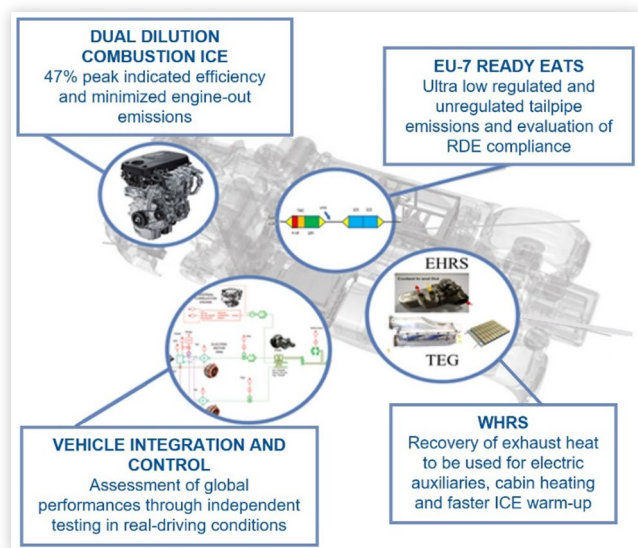 DUAL DILUTION
COMBUSTION ICE
47% peak indicated efficiency
and minimized engine-out
emissions
EU-7 READY EATS
Ultra low regulated and
unregulated tailpipe
emissions and evaluation of
RDE compliance
EHRS
TEG
VEHICLE INTEGRATION AND
CONTROL
Assessment of global
performances through independent
testing in real-driving conditions
WHRS
Recovery of exhaust heat
to be used for electric
auxiliaries, cabin heating
and faster ICE warm-up